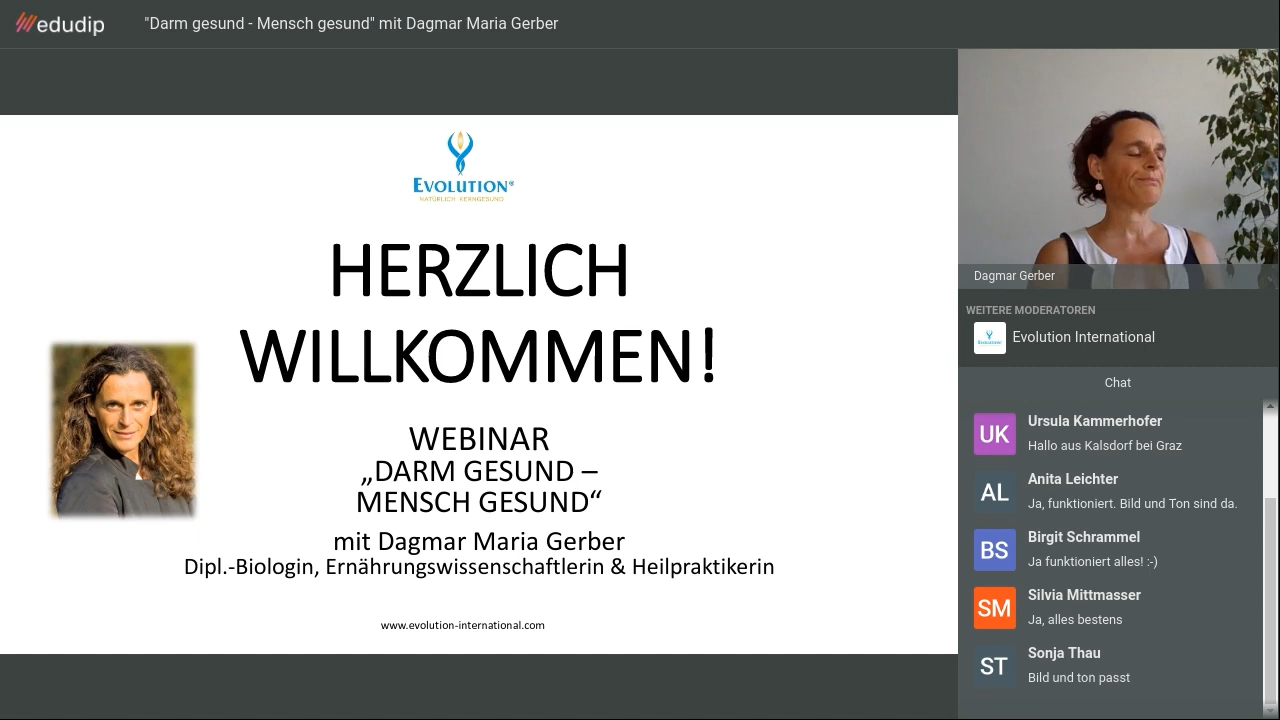 edudip
"Darm gesund - Mensch gesund" mit Dagmar Maria Gerber
EVOLUTION®
NATÜRLICH KERNGESUND
HERZLICH
WILLKOMMEN!
WEBINAR
„DARM GESUND –
MENSCH GESUND“
mit Dagmar Maria Gerber
Dipl.-Biologin, Ernährungswissenschaftlerin & Heilpraktikerin
www.evolution-international.com
Dagmar Gerber
WEITERE MODERATOREN
EVOLUTION
Evolution International
Chat
UK
Ursula Kammerhofer
Hallo aus Kalsdorf bei Graz
AL
Anita Leichter
Ja, funktioniert. Bild und Ton sind da.
BS
Birgit Schrammel
Ja funktioniert alles! :-)
SM
Silvia Mittmasser
Ja, alles bestens
ST
Sonja Thau
Bild und ton passt